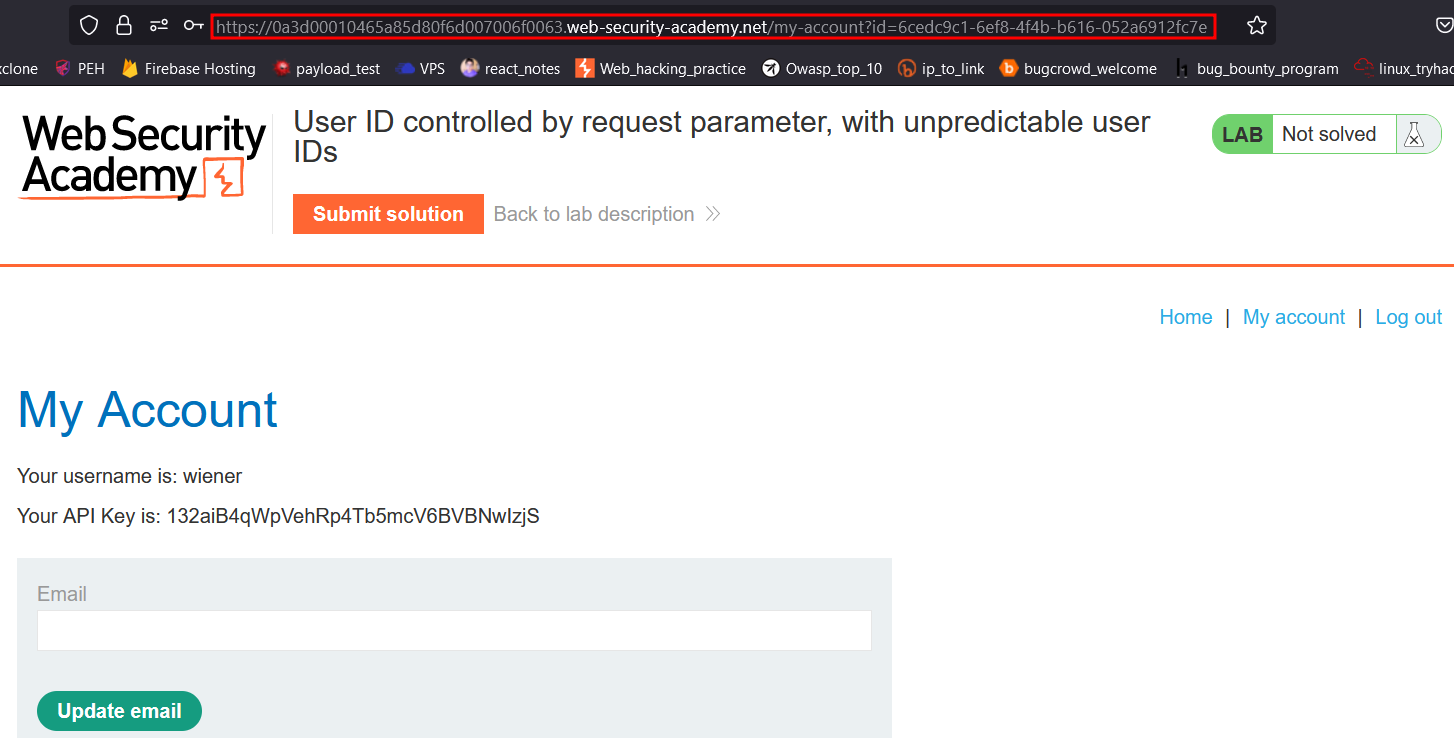 https://0a3d00010465a85d80f6d007006f0063.web-security-academy.net/my-account?id=6cedc9c1-6ef8-4f4b-b616-052a6912fc7e
xclone PEH Firebase Hosting payload_test VPS react_notes Web_hacking_practice Owasp_top_10 ip_to_link bugcrowd_welcome bug_bounty_program linux_tryhac
Web Security
Academy
User ID controlled by request parameter, with unpredictable user
IDs
LAB Not solved
Submit solution Back to lab description
Home | My account | Log out
My Account
Your username is: wiener
Your API Key is: 132aiB4qWpVehRp4Tb5mcV6BVBNwIzjS
Email
Update email